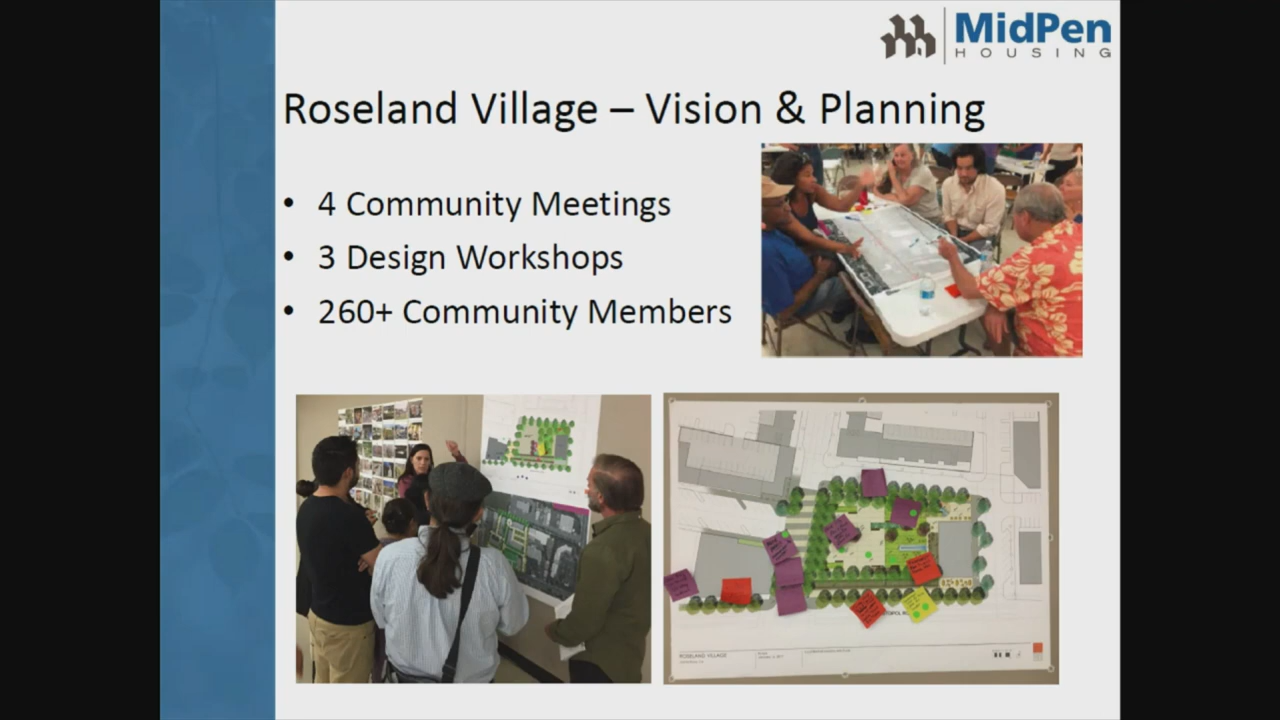 MidPen
HOUSING
Roseland Village – Vision & Planning
• 4 Community Meetings
• 3 Design Workshops
• 260+ Community Members
ROSELAND VILLAGE